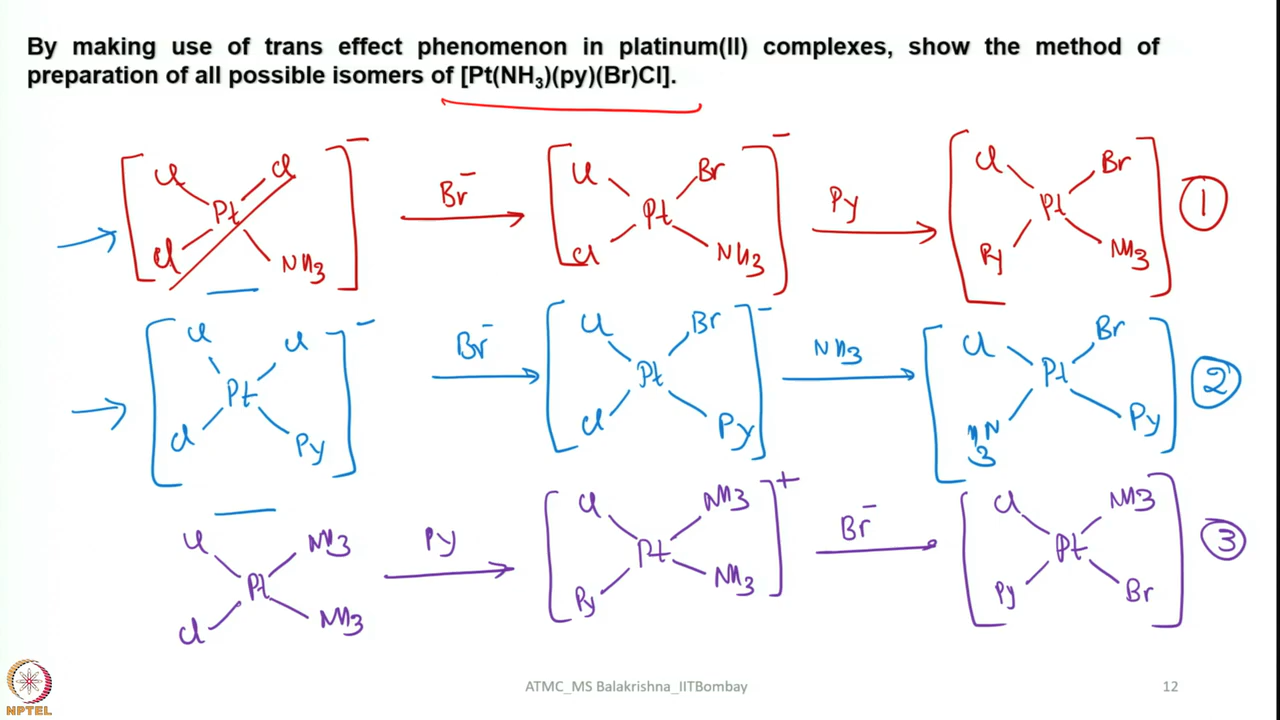 By making use of trans effect phenomenon in platinum(II) complexes, show the method of
preparation of all possible isomers of [Pt(NH₃)(py)(Br)Cl].
Cl Cl Pt Cl NH3 −
Br⁻
Cl Br Pt Cl NH3 −
Py
Cl Br Pt Py NH3
1
Cl Cl Pt Cl Py −
Br⁻
Cl Br Pt Cl Py −
NH3
Cl Br Pt NH3 Py
2
Cl NH3 Pt Cl NH3
Py
Cl NH3 Pt Py NH3 +
Br⁻
Cl NH3 Pt Py Br
3
NPTEL
ATMC_MS Balakrishna_IITBombay
12